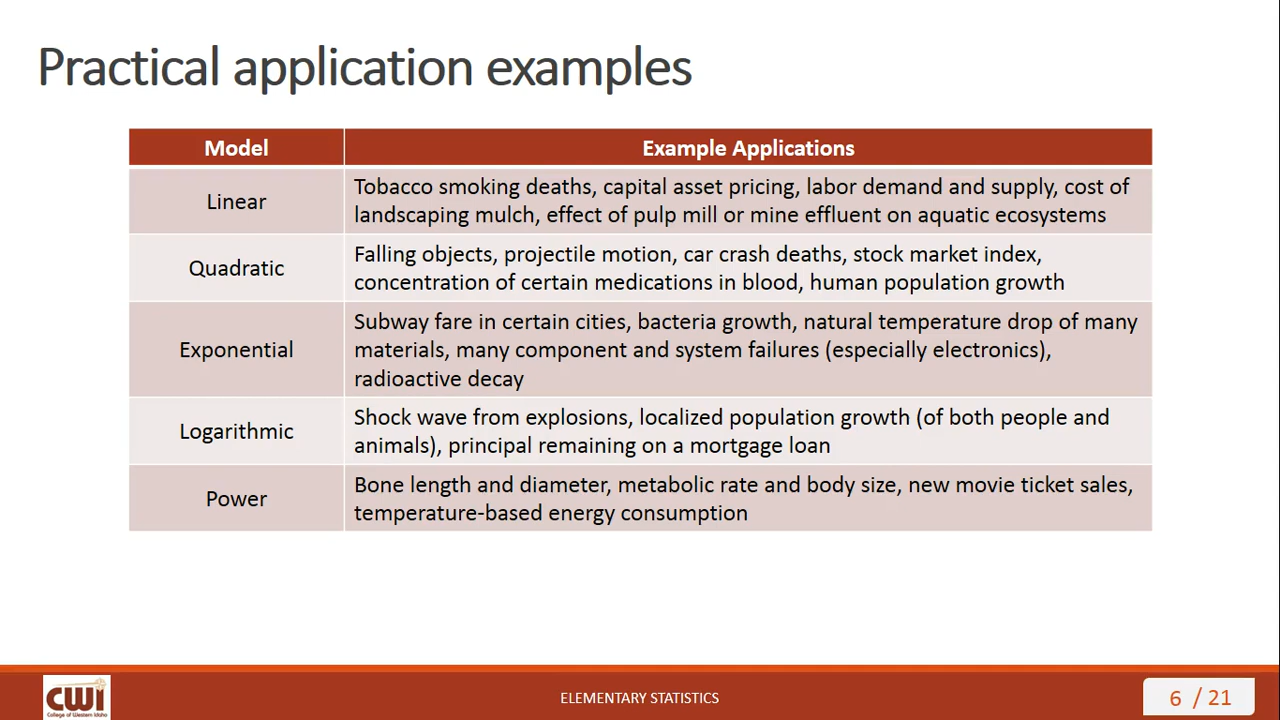 Practical application examples
Model
Example Applications
Linear
Tobacco smoking deaths, capital asset pricing, labor demand and supply, cost of
landscaping mulch, effect of pulp mill or mine effluent on aquatic ecosystems
Quadratic
Falling objects, projectile motion, car crash deaths, stock market index,
concentration of certain medications in blood, human population growth
Exponential
Subway fare in certain cities, bacteria growth, natural temperature drop of many
materials, many component and system failures (especially electronics),
radioactive decay
Logarithmic
Shock wave from explosions, localized population growth (of both people and
animals), principal remaining on a mortgage loan
Power
Bone length and diameter, metabolic rate and body size, new movie ticket sales,
temperature-based energy consumption
CWI
College of Western Idaho
ELEMENTARY STATISTICS
6 / 21